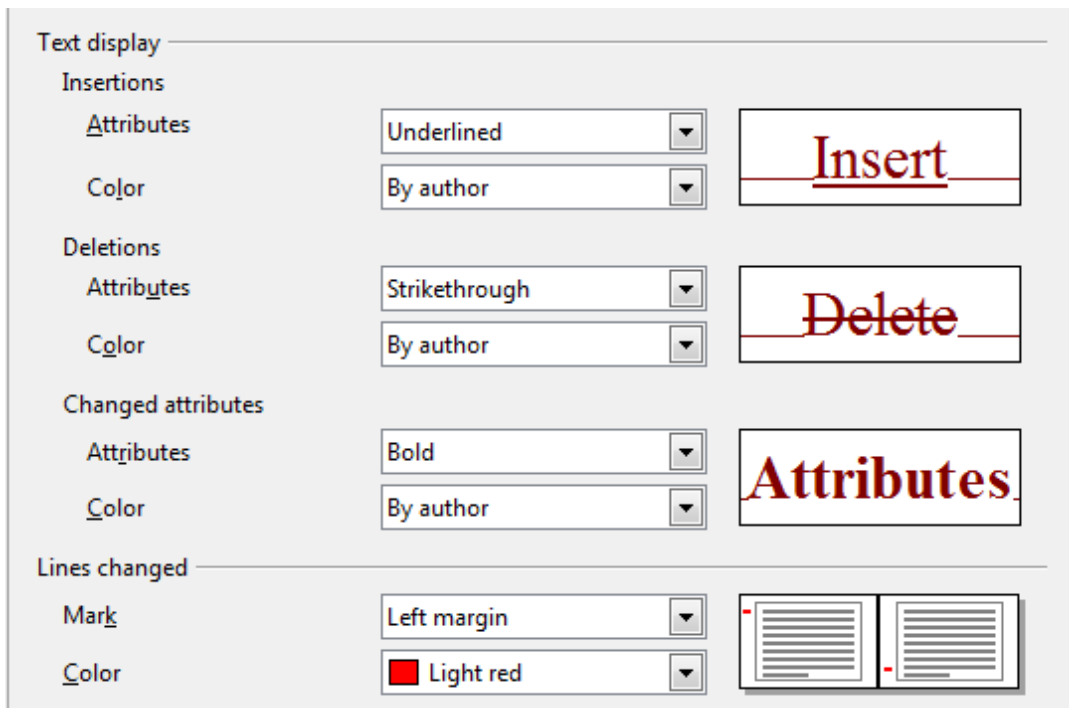 Text display
Insertions
Attributes Underlined Insert
Color By author
Deletions
Attributes Strikethrough Delete
Color By author
Changed attributes
Attributes Bold Attributes
Color By author
Lines changed
Mark Left margin
Color Light red